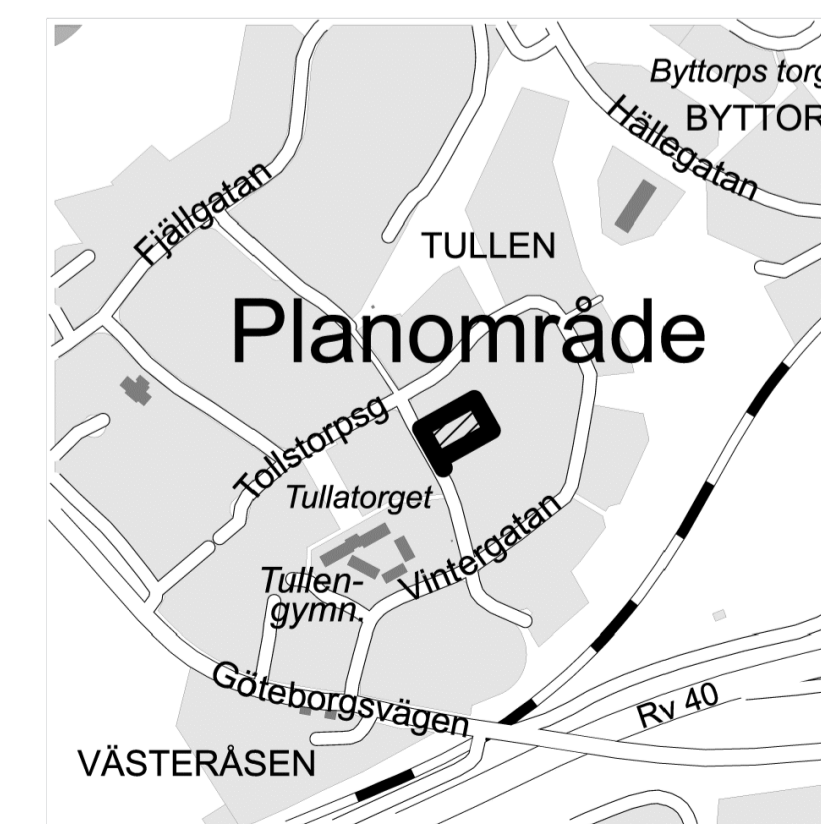 Byttorps torg
BYTTOR
Hällegatan
Fjällgatan
TULLEN
Planområde
Tollstorpsg
Tullatorget
Vintergatan
Tullen-
gymn.
Göteborgsvägen
Rv 40
VÄSTERÅSEN